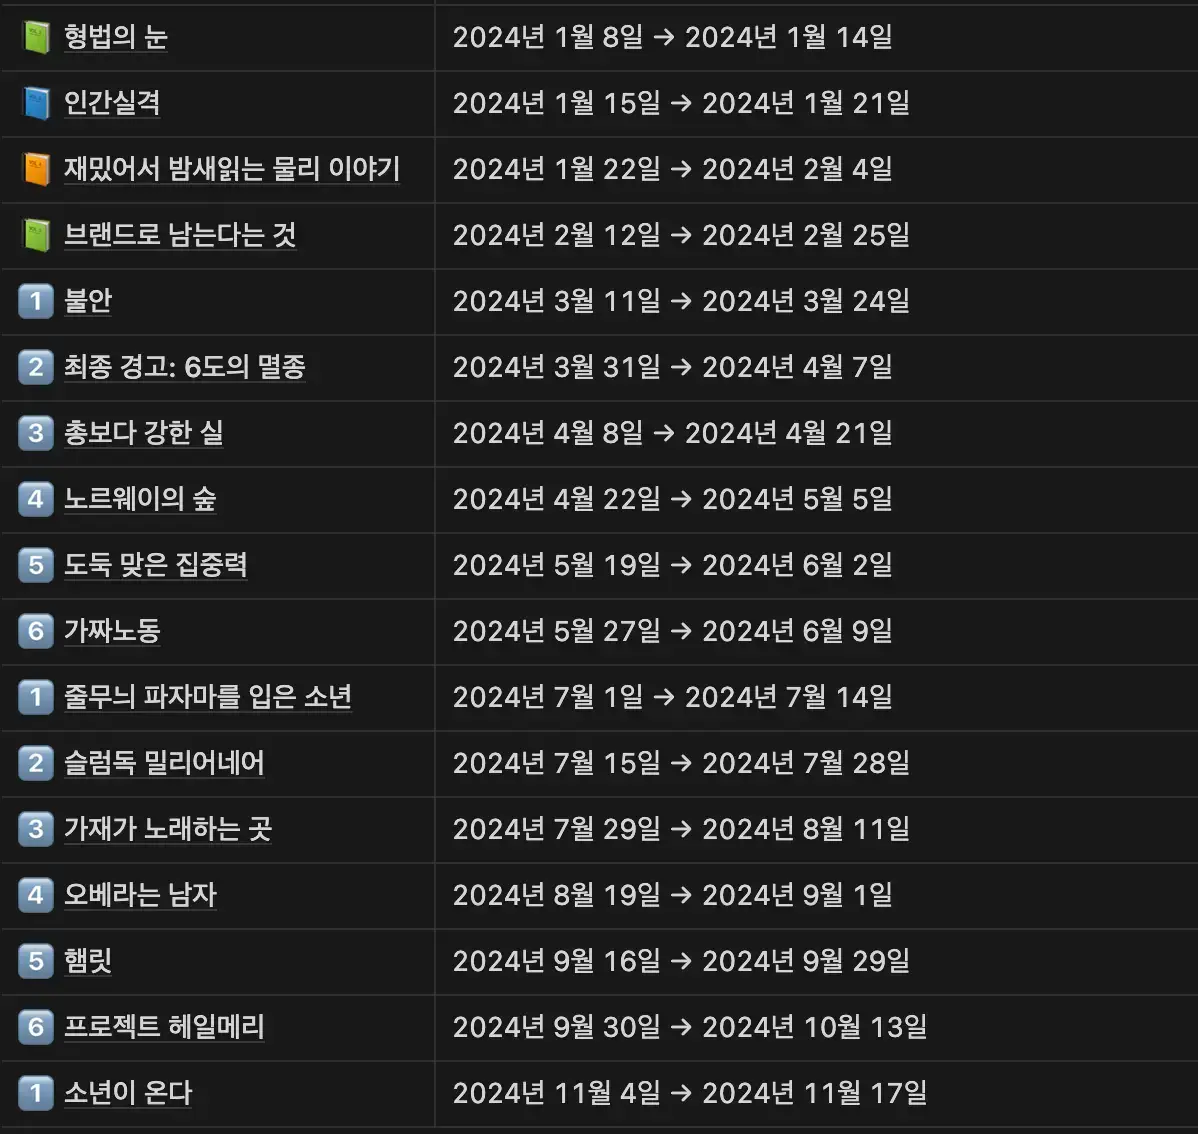 형법의 눈 2024년 1월 8일 → 2024년 1월 14일
인간실격 2024년 1월 15일 → 2024년 1월 21일
재밌어서 밤새읽는 물리 이야기 2024년 1월 22일 → 2024년 2월 4일
브랜드로 남는다는 것 2024년 2월 12일 → 2024년 2월 25일
1 불안 2024년 3월 11일 → 2024년 3월 24일
2 최종 경고: 6도의 멸종 2024년 3월 31일 → 2024년 4월 7일
3 총보다 강한 실 2024년 4월 8일 → 2024년 4월 21일
4 노르웨이의 숲 2024년 4월 22일 → 2024년 5월 5일
5 도둑 맞은 집중력 2024년 5월 19일 → 2024년 6월 2일
6 가짜노동 2024년 5월 27일 → 2024년 6월 9일
1 줄무늬 파자마를 입은 소년 2024년 7월 1일 → 2024년 7월 14일
2 슬럼독 밀리어네어 2024년 7월 15일 → 2024년 7월 28일
3 가재가 노래하는 곳 2024년 7월 29일 → 2024년 8월 11일
4 오베라는 남자 2024년 8월 19일 → 2024년 9월 1일
5 햄릿 2024년 9월 16일 → 2024년 9월 29일
6 프로젝트 헤일메리 2024년 9월 30일 → 2024년 10월 13일
1 소년이 온다 2024년 11월 4일 → 2024년 11월 17일